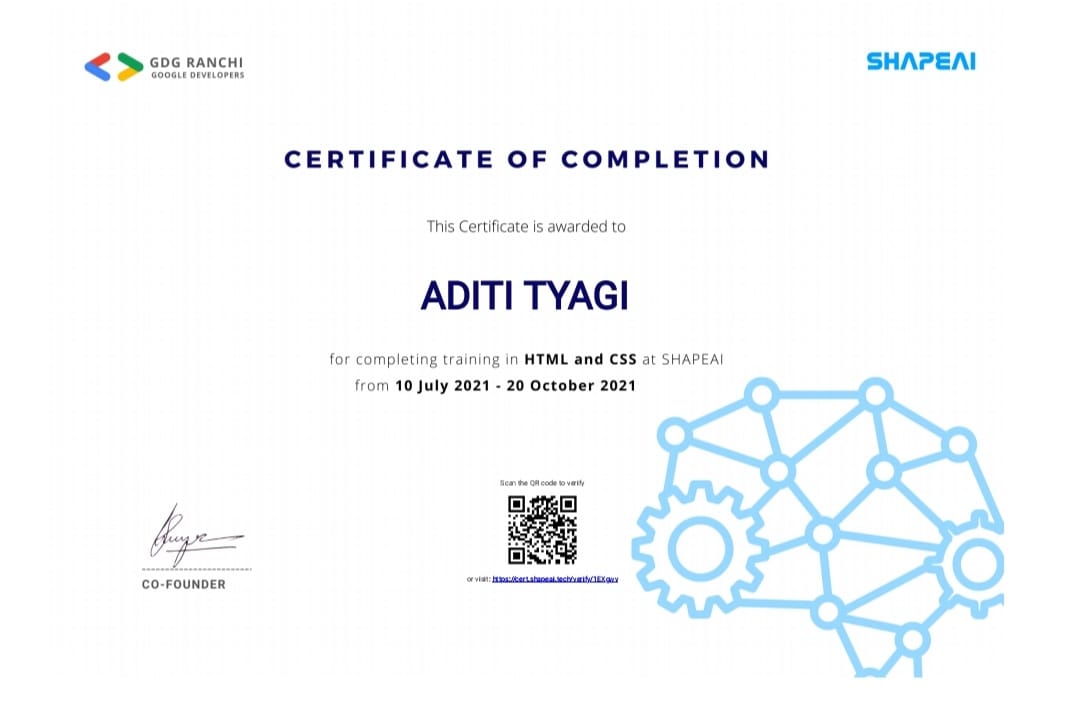 GDG RANCHI
GOOGLE DEVELOPERS
SHAPEAI
CERTIFICATE OF COMPLETION
This Certificate is awarded to
ADITI TYAGI
for completing training in HTML and CSS at SHAPEAI
from 10 July 2021 - 20 October 2021
Scan the QR code to verify
or visit: https://cert.shapeai.tech/verify/
CO-FOUNDER